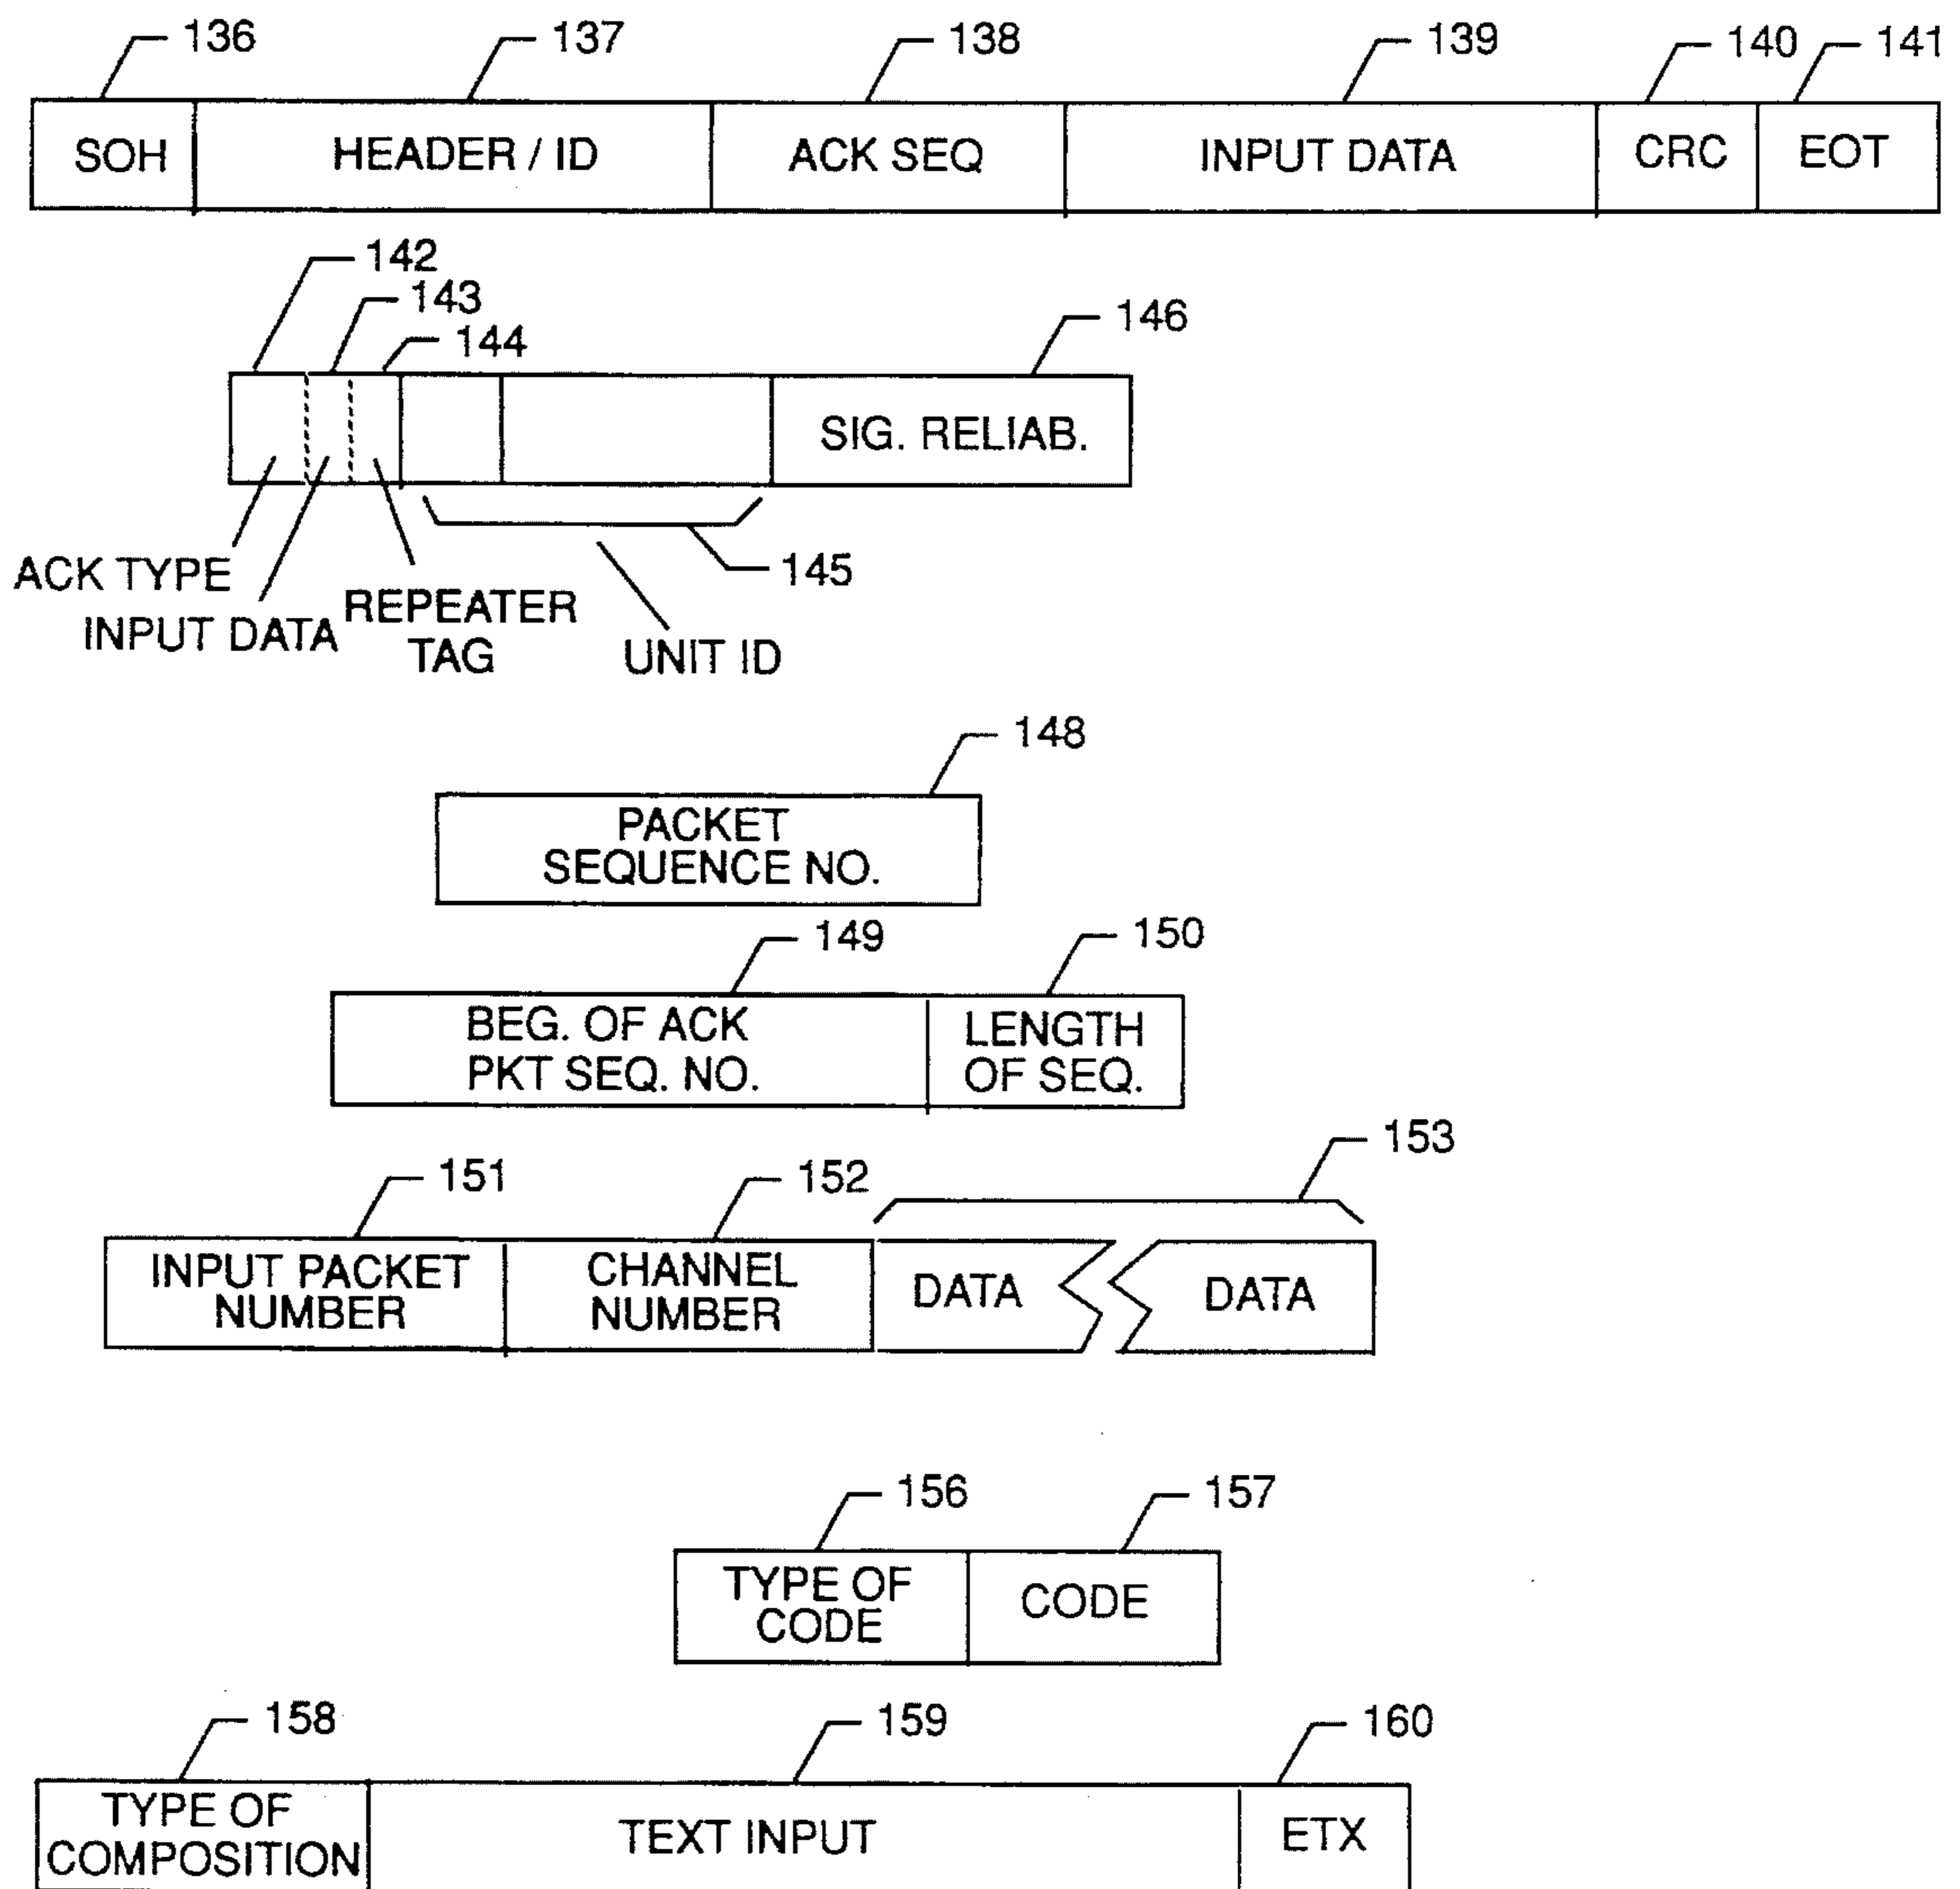 136 137 138 139 140 141
SOH HEADER / ID ACK SEQ INPUT DATA CRC EOT
142
143
144
146
SIG. RELIAB.
145
ACK TYPE
INPUT DATA
REPEATER
TAG
UNIT ID
148
PACKET
SEQUENCE NO.
149 150
BEG. OF ACK
PKT SEQ. NO.
LENGTH
OF SEQ.
151 152 153
INPUT PACKET
NUMBER
CHANNEL
NUMBER
DATA DATA
156 157
TYPE OF
CODE
CODE
158 159 160
TYPE OF
COMPOSITION
TEXT INPUT
ETX